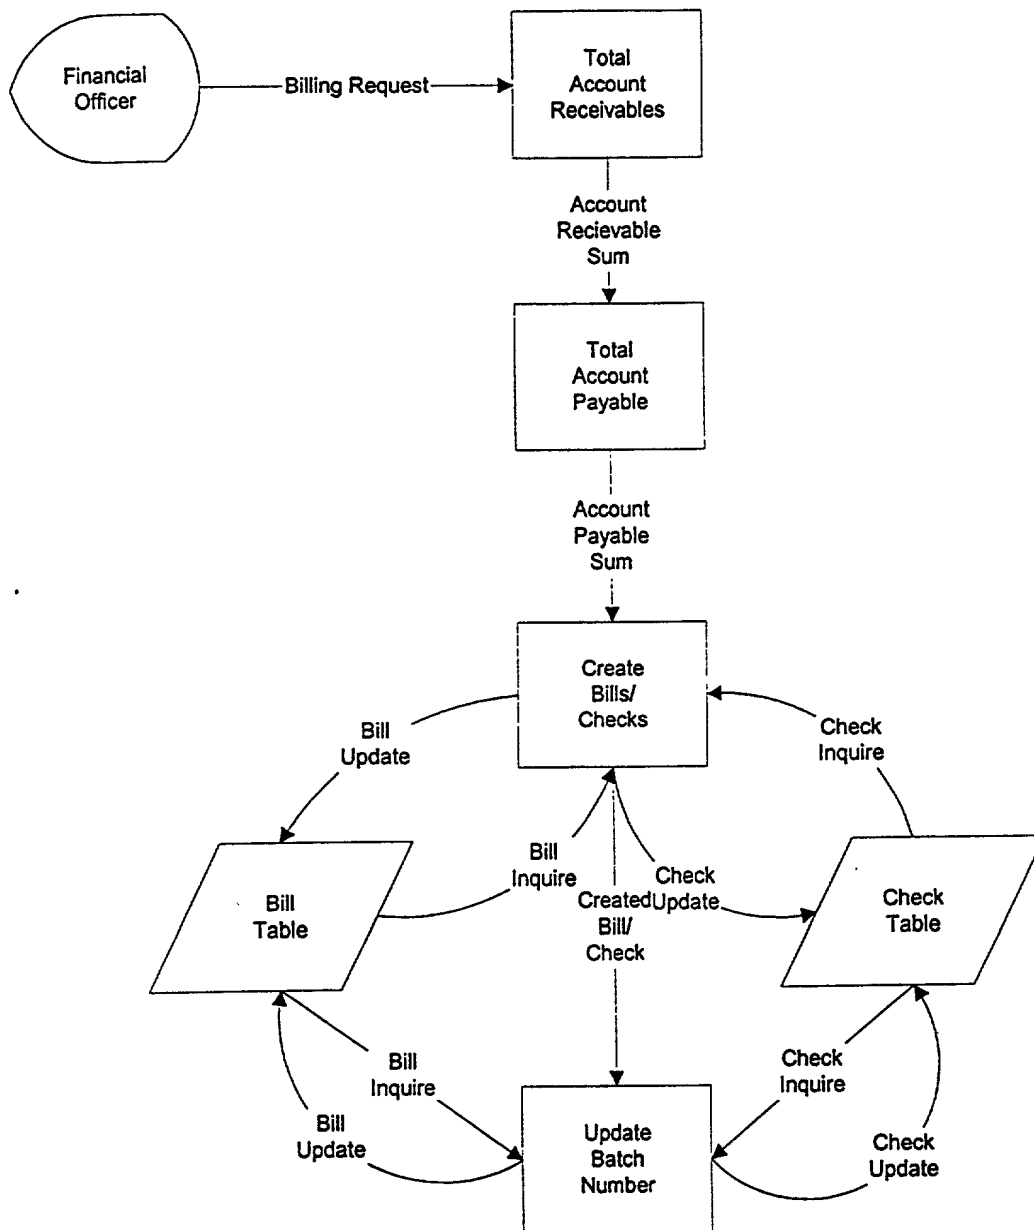 Financial
Officer
Billing Request
Total
Account
Receivables
Account
Recievable
Sum
Total
Account
Payable
Account
Payable
Sum
Create
Bills/
Checks
Bill
Update
Check
Inquire
Bill
Inquire
Check
Update
Created
Bill/
Check
Bill
Table
Check
Table
Bill
Inquire
Check
Inquire
Bill
Update
Update
Batch
Number
Check
Update